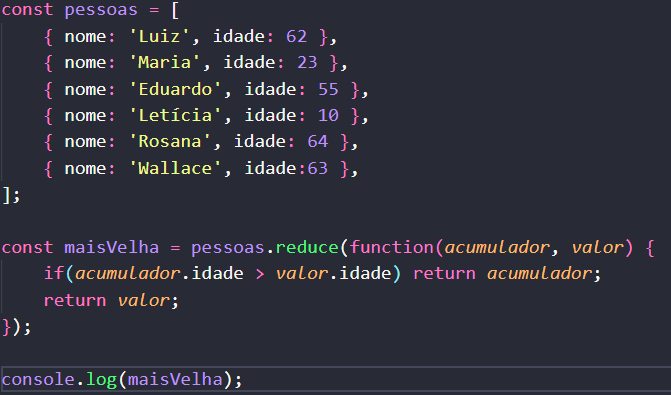 const pessoas = [
    { nome: 'Luiz', idade: 62 },
    { nome: 'Maria', idade: 23 },
    { nome: 'Eduardo', idade: 55 },
    { nome: 'Letícia', idade: 10 },
    { nome: 'Rosana', idade: 64 },
    { nome: 'Wallace', idade:63 },
];
const maisVelha = pessoas.reduce(function(acumulador, valor) {
    if(acumulador.idade > valor.idade) return acumulador;
    return valor;
});
console.log(maisVelha);